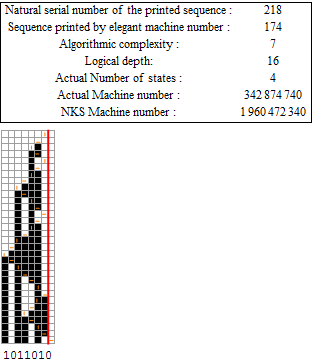 Natural serial number of the printed sequence : 218
Sequence printed by elegant machine number : 174
Algorithmic complexity : 7
Logical depth: 16
Actual Number of states : 4
Actual Machine number : 342 874 740
NKS Machine number : 1 960 472 340
1011010